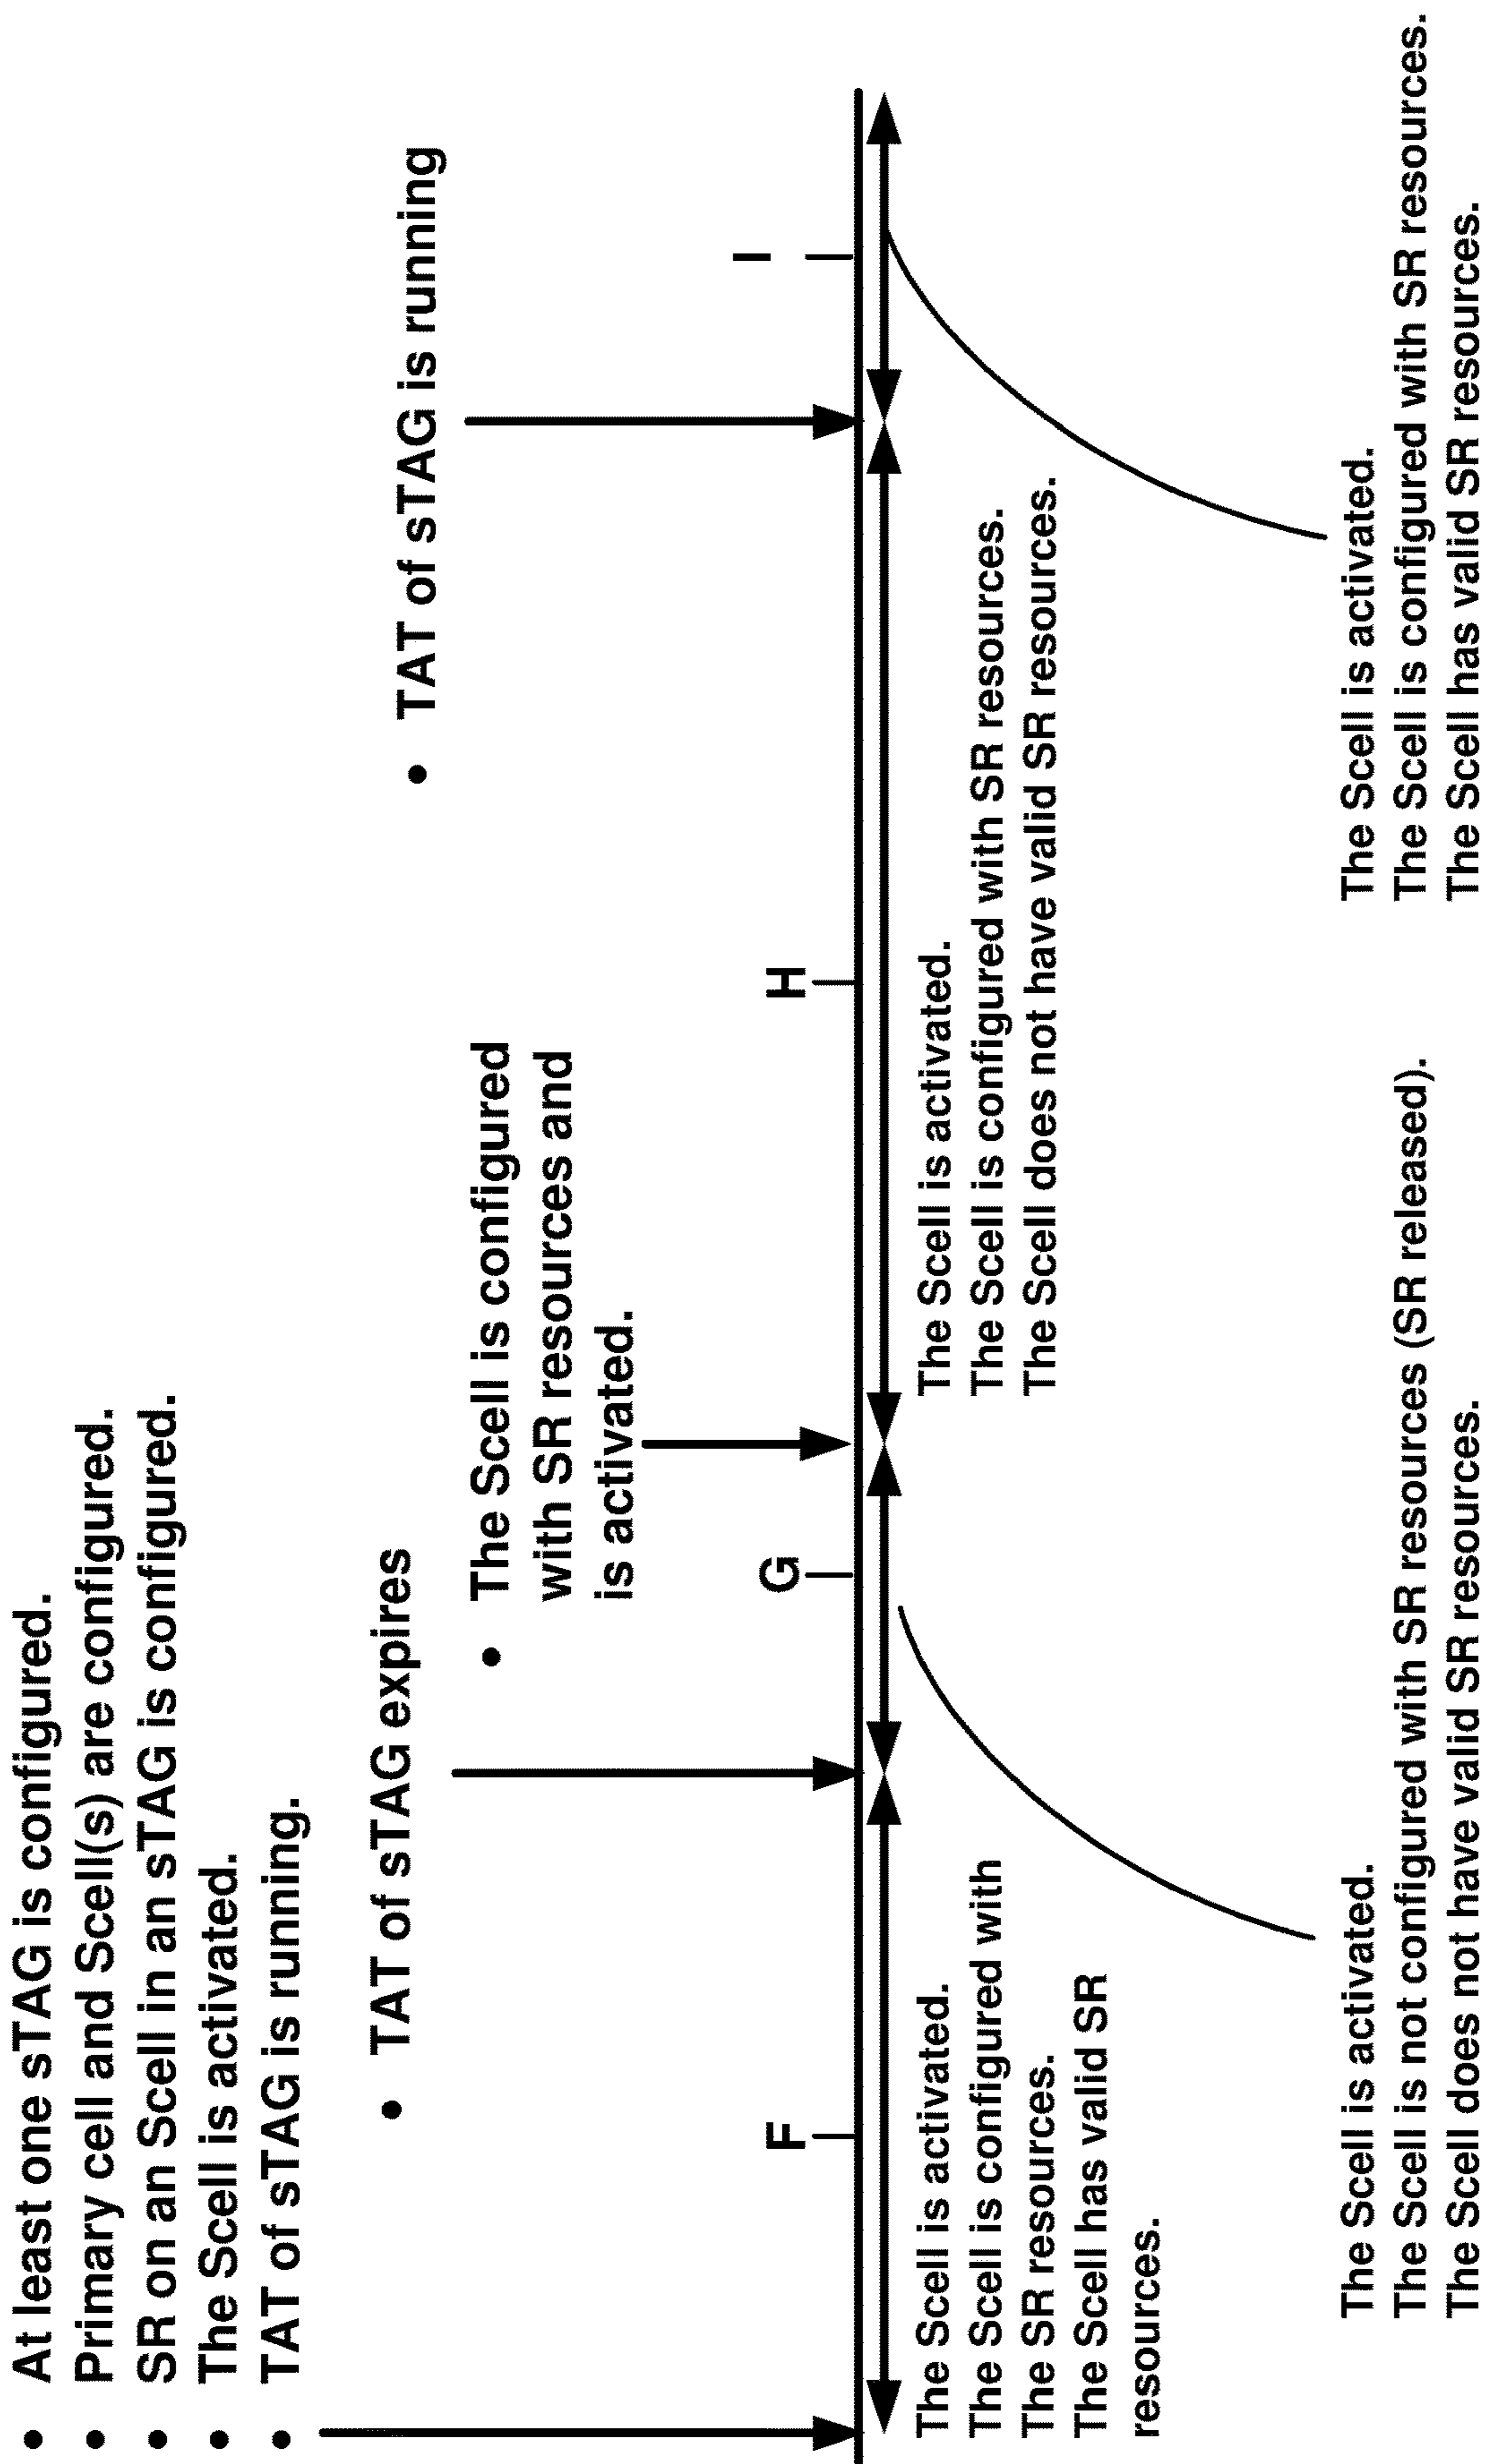 • At least one sTAG is configured.
• Primary cell and Scell(s) are configured.
• SR on an Scell in an sTAG is configured.
• The Scell is activated.
• TAT of sTAG is running.
• TAT of sTAG expires
• The Scell is configured
with SR resources and
is activated.
• TAT of sTAG is running
F
G
H
I
The Scell is activated.
The Scell is configured with
The SR resources.
The Scell has valid SR
resources.
The Scell is activated.
The Scell is configured with SR resources.
The Scell does not have valid SR resources.
The Scell is activated.
The Scell is not configured with SR resources (SR released).
The Scell does not have valid SR resources.
The Scell is activated.
The Scell is configured with SR resources.
The Scell has valid SR resources.